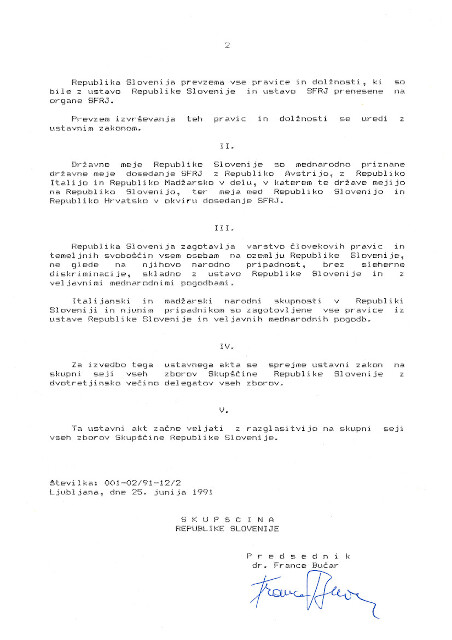 2
Republika Slovenija prevzema vse pravice in dolžnosti, ki so
bile z ustavo Republike Slovenije in ustavo SFRJ prenesene na
organe SFRJ.
Prevzem izvrševanja teh pravic in dolžnosti se uredi z
ustavnim zakonom.
II.
Državne meje Republike Slovenije so mednarodno priznane
državne meje dosedanje SFRJ z Republiko Avstrijo, z Republiko
Italijo in Republiko Madžarsko v delu, v katerem te države mejijo
na Republiko Slovenijo, ter meja med Republiko Slovenijo in
Republiko Hrvatsko v okviru dosedanje SFRJ.
III.
Republika Slovenija zagotavlja varstvo človekovih pravic in
temeljnih svoboščin vsem osebam na ozemlju Republike Slovenije,
ne glede na njihovo narodno pripadnost, brez sleherne
diskriminacije, skladno z ustavo Republike Slovenije in z
veljavnimi mednarodnimi pogodbami.
Italijanski in madžarski narodni skupnosti v Republiki
Sloveniji in njunim pripadnikom so zagotovljene vse pravice iz
ustave Republike Slovenije in veljavnih mednarodnih pogodb.
IV.
Za izvedbo tega ustavnega akta se sprejme ustavni zakon na
skupni seji vseh zborov Skupščine Republike Slovenije z
dvotretjinsko večino delegatov vseh zborov.
V.
Ta ustavni akt začne veljati z razglasitvijo na skupni seji
vseh zborov Skupščine Republike Slovenije.
Številka: 001-02/91-12/2
Ljubljana, dne 25. junija 1991
S K U P Š Č I N A
REPUBLIKE SLOVENIJE
P r e d s e d n i k
dr. France Bučar